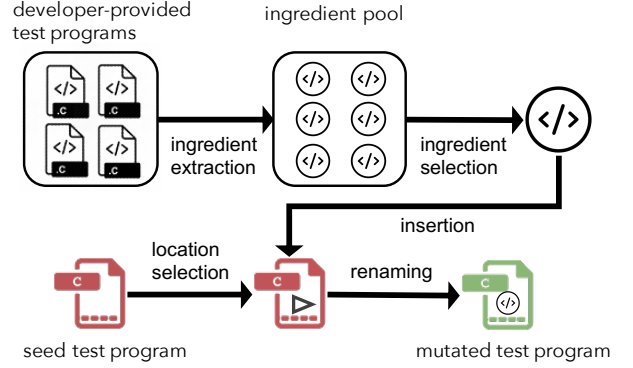 developer-provided
test programs
ingredient pool
</>
</>
.C
.C
</>
</>
.C
.C
</>
</>
</>
</>
</>
</>
</>
ingredient
extraction
ingredient
selection
insertion
location
selection
renaming
C
C
C
</>
seed test program
mutated test program